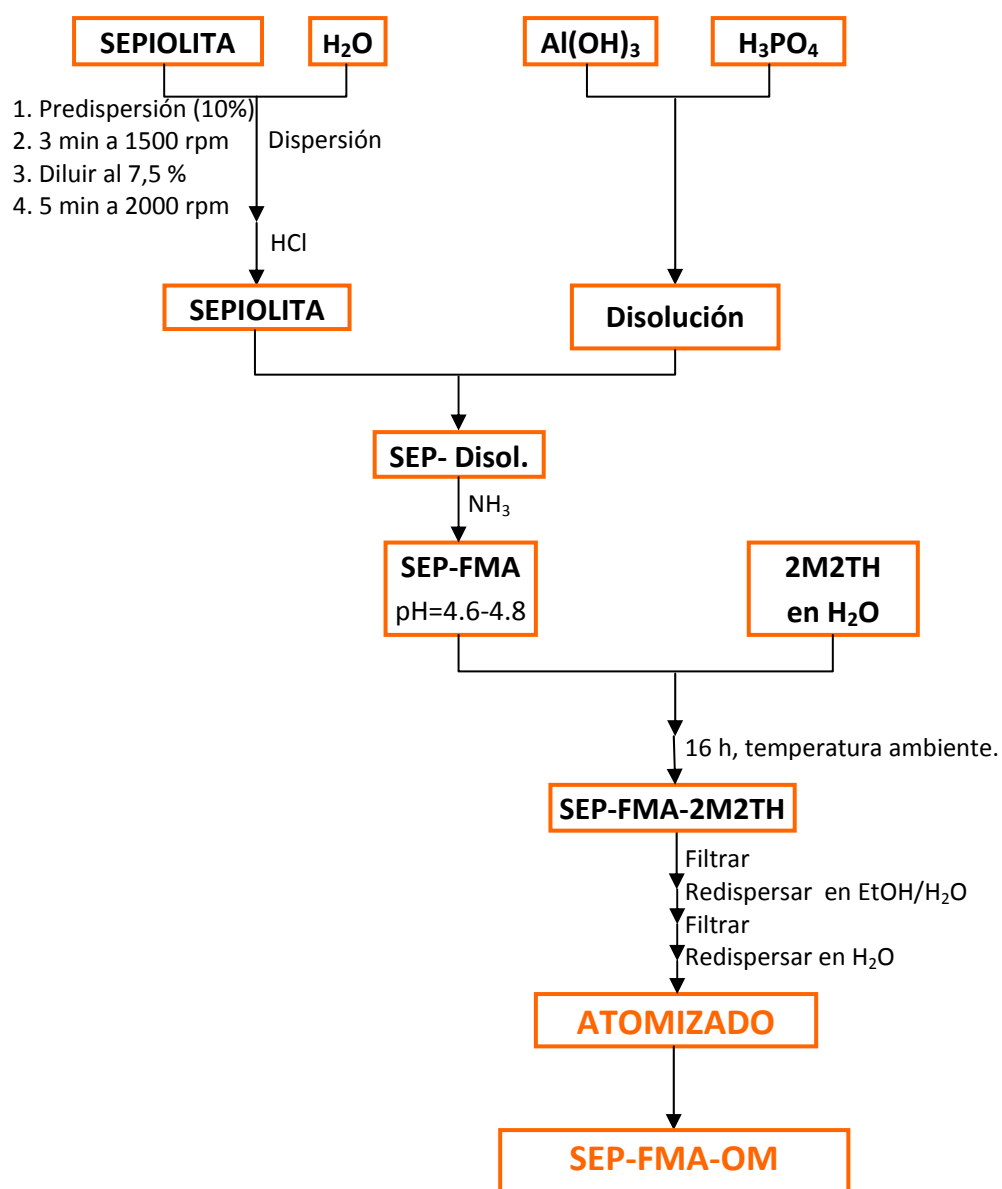 SEPIOLITA
H₂O
Al(OH)₃
H₃PO₄
1. Predispersión (10%)
2. 3 min a 1500 rpm
3. Diluir al 7,5 %
4. 5 min a 2000 rpm
Dispersión
HCl
SEPIOLITA
Disolución
SEP- Disol.
NH₃
SEP-FMA
pH=4.6-4.8
2M2TH
en H₂O
16 h, temperatura ambiente.
SEP-FMA-2M2TH
Filtrar
Redispersar en EtOH/H₂O
Filtrar
Redispersar en H₂O
ATOMIZADO
SEP-FMA-OM